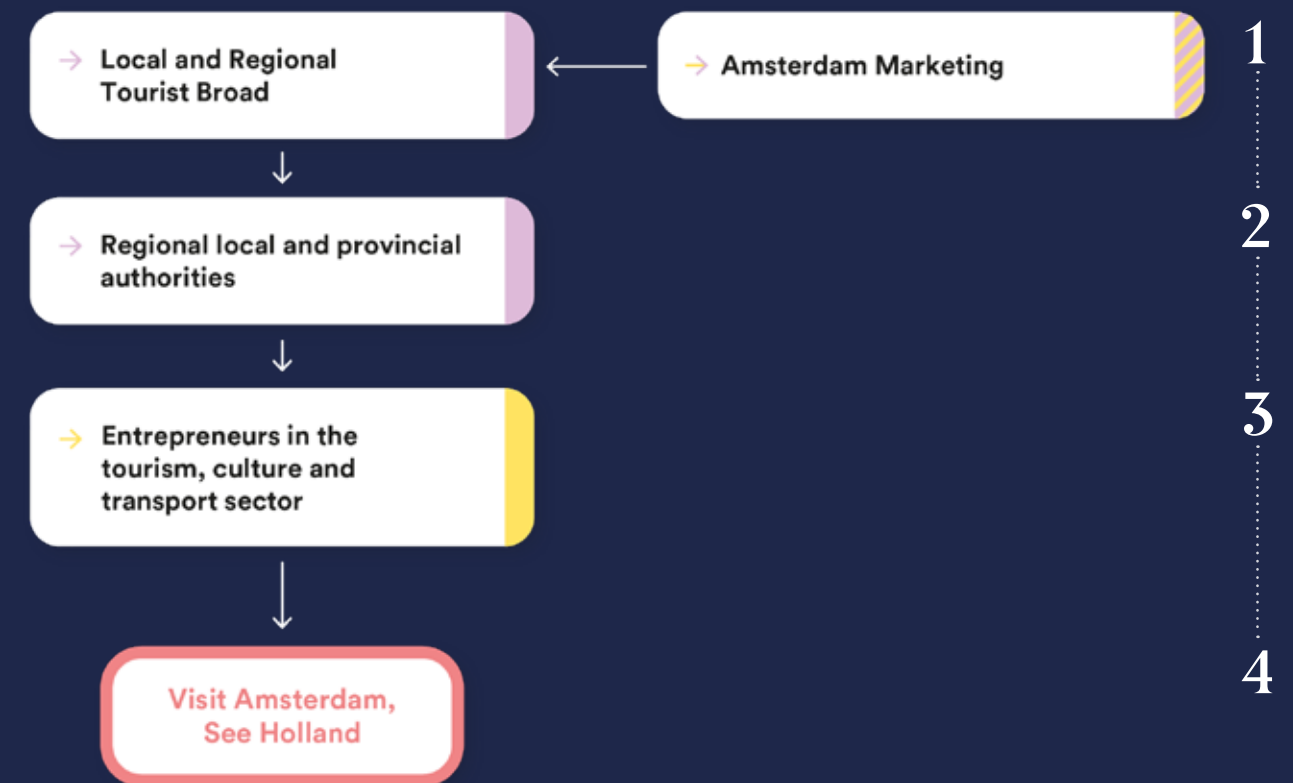 Local and Regional
Tourist Broad
Amsterdam Marketing
1
Regional local and provincial
authorities
2
Entrepreneurs in the
tourism, culture and
transport sector
3
Visit Amsterdam,
See Holland
4